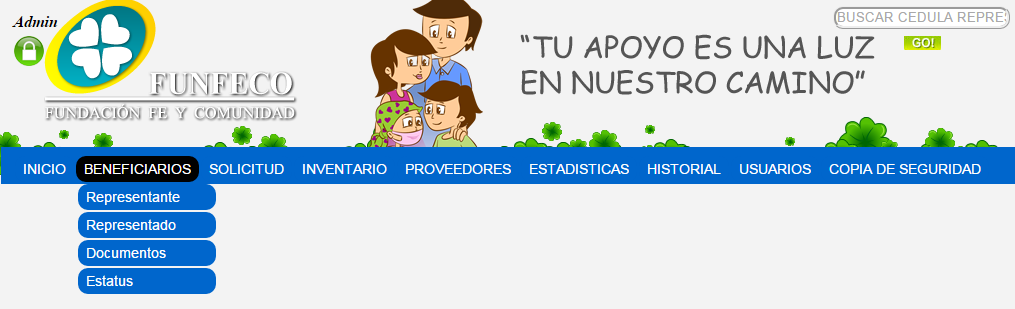 Admin
FUNFECO
FUNDACIÓN FE Y COMUNIDAD
“TU APOYO ES UNA LUZ
EN NUESTRO CAMINO”
BUSCAR CEDULA REPRES
GO!
INICIO BENEFICIARIOS SOLICITUD INVENTARIO PROVEEDORES ESTADISTICAS HISTORIAL USUARIOS COPIA DE SEGURIDAD
Representante
Representado
Documentos
Estatus